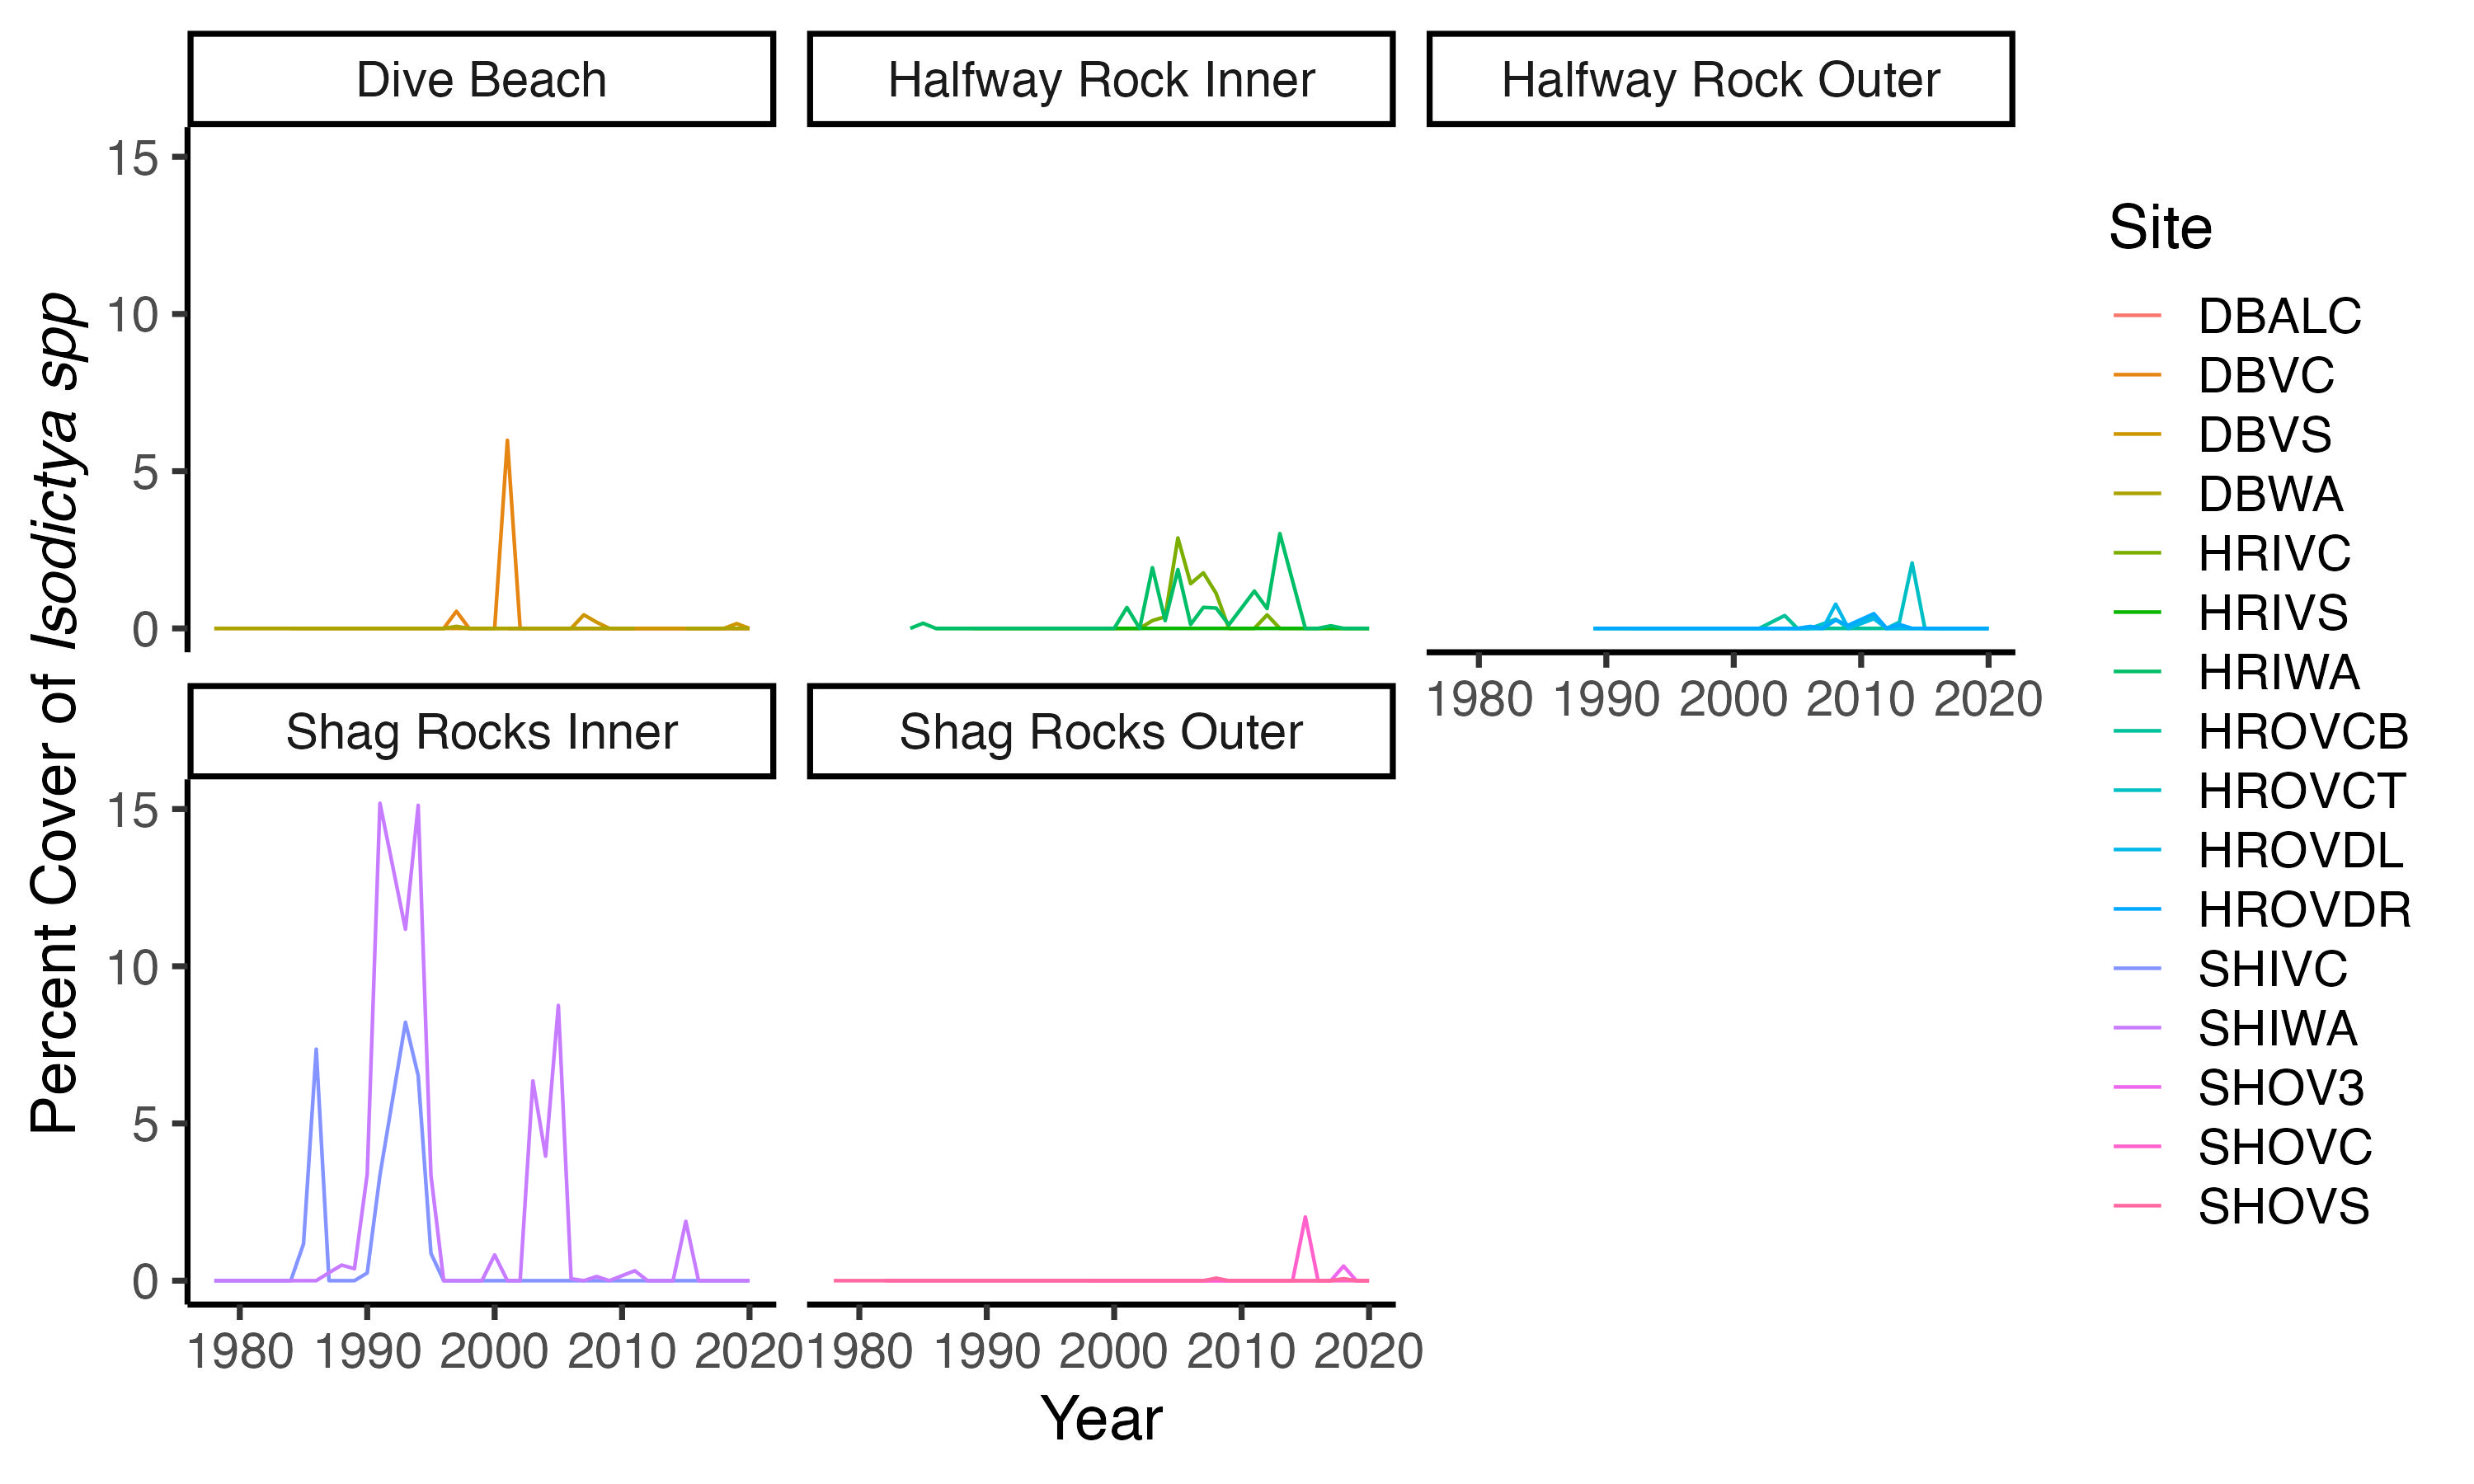 Dive Beach
Halfway Rock Inner
Halfway Rock Outer
15
10
5
0
1980 1990 2000 2010 2020
Shag Rocks Inner
Shag Rocks Outer
15
10
5
0
1980 1990 2000 2010 2020
1980 1990 2000 2010 2020
Year
Percent Cover of Isodictya spp
Site
DBALC
DBVC
DBVS
DBWA
HRIVC
HRIVS
HRIWA
HROVCB
HROVCT
HROVDL
HROVDR
SHIVC
SHIWA
SHOV3
SHOVC
SHOVS